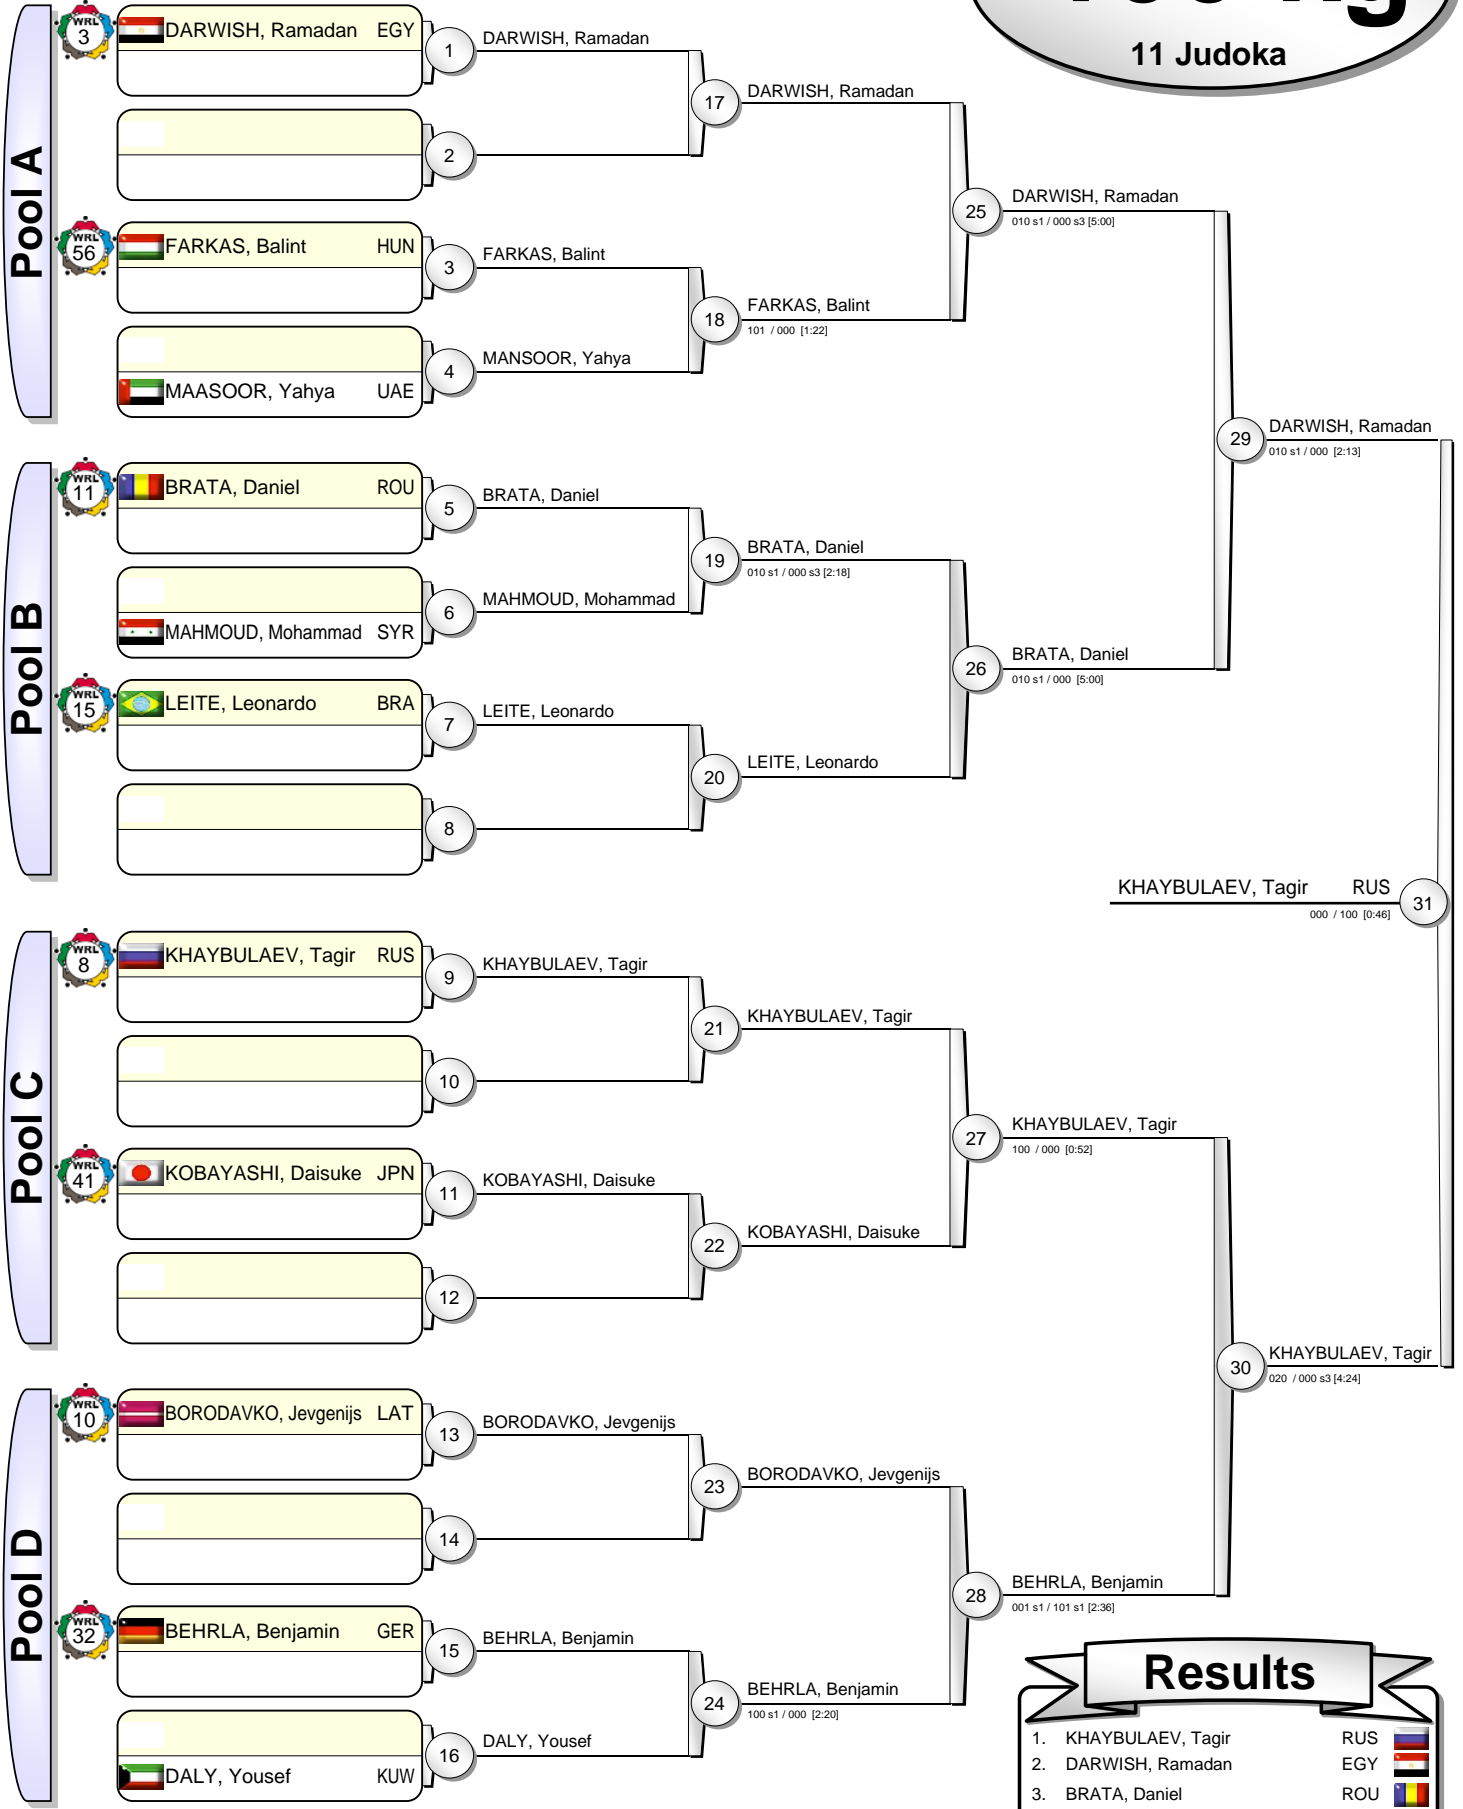 11 Judoka
Pool A
WRL
3
DARWISH, Ramadan EGY
1
DARWISH, Ramadan
2
17
DARWISH, Ramadan
WRL
56
FARKAS, Balint HUN
3
FARKAS, Balint
MAASOOR, Yahya UAE
4
MANSOOR, Yahya
18
FARKAS, Balint
101 / 000 [1:22]
25
DARWISH, Ramadan
010 s1 / 000 s3 [5:00]
Pool B
WRL
11
BRATA, Daniel ROU
5
BRATA, Daniel
MAHMOUD, Mohammad SYR
6
MAHMOUD, Mohammad
19
BRATA, Daniel
010 s1 / 000 s3 [2:18]
WRL
15
LEITE, Leonardo BRA
7
LEITE, Leonardo
8
20
LEITE, Leonardo
26
BRATA, Daniel
010 s1 / 000 [5:00]
29
DARWISH, Ramadan
010 s1 / 000 [2:13]
KHAYBULAEV, Tagir RUS
000 / 100 [0:46]
31
Pool C
WRL
8
KHAYBULAEV, Tagir RUS
9
KHAYBULAEV, Tagir
10
21
KHAYBULAEV, Tagir
WRL
41
KOBAYASHI, Daisuke JPN
11
KOBAYASHI, Daisuke
12
22
KOBAYASHI, Daisuke
27
KHAYBULAEV, Tagir
100 / 000 [0:52]
Pool D
WRL
10
BORODAVKO, Jevgenijs LAT
13
BORODAVKO, Jevgenijs
14
23
BORODAVKO, Jevgenijs
WRL
32
BEHRLA, Benjamin GER
15
BEHRLA, Benjamin
DALY, Yousef KUW
16
DALY, Yousef
24
BEHRLA, Benjamin
100 s1 / 000 [2:20]
28
BEHRLA, Benjamin
001 s1 / 101 s1 [2:36]
30
KHAYBULAEV, Tagir
020 / 000 s3 [4:24]
Results
1. KHAYBULAEV, Tagir RUS
2. DARWISH, Ramadan EGY
3. BRATA, Daniel ROU